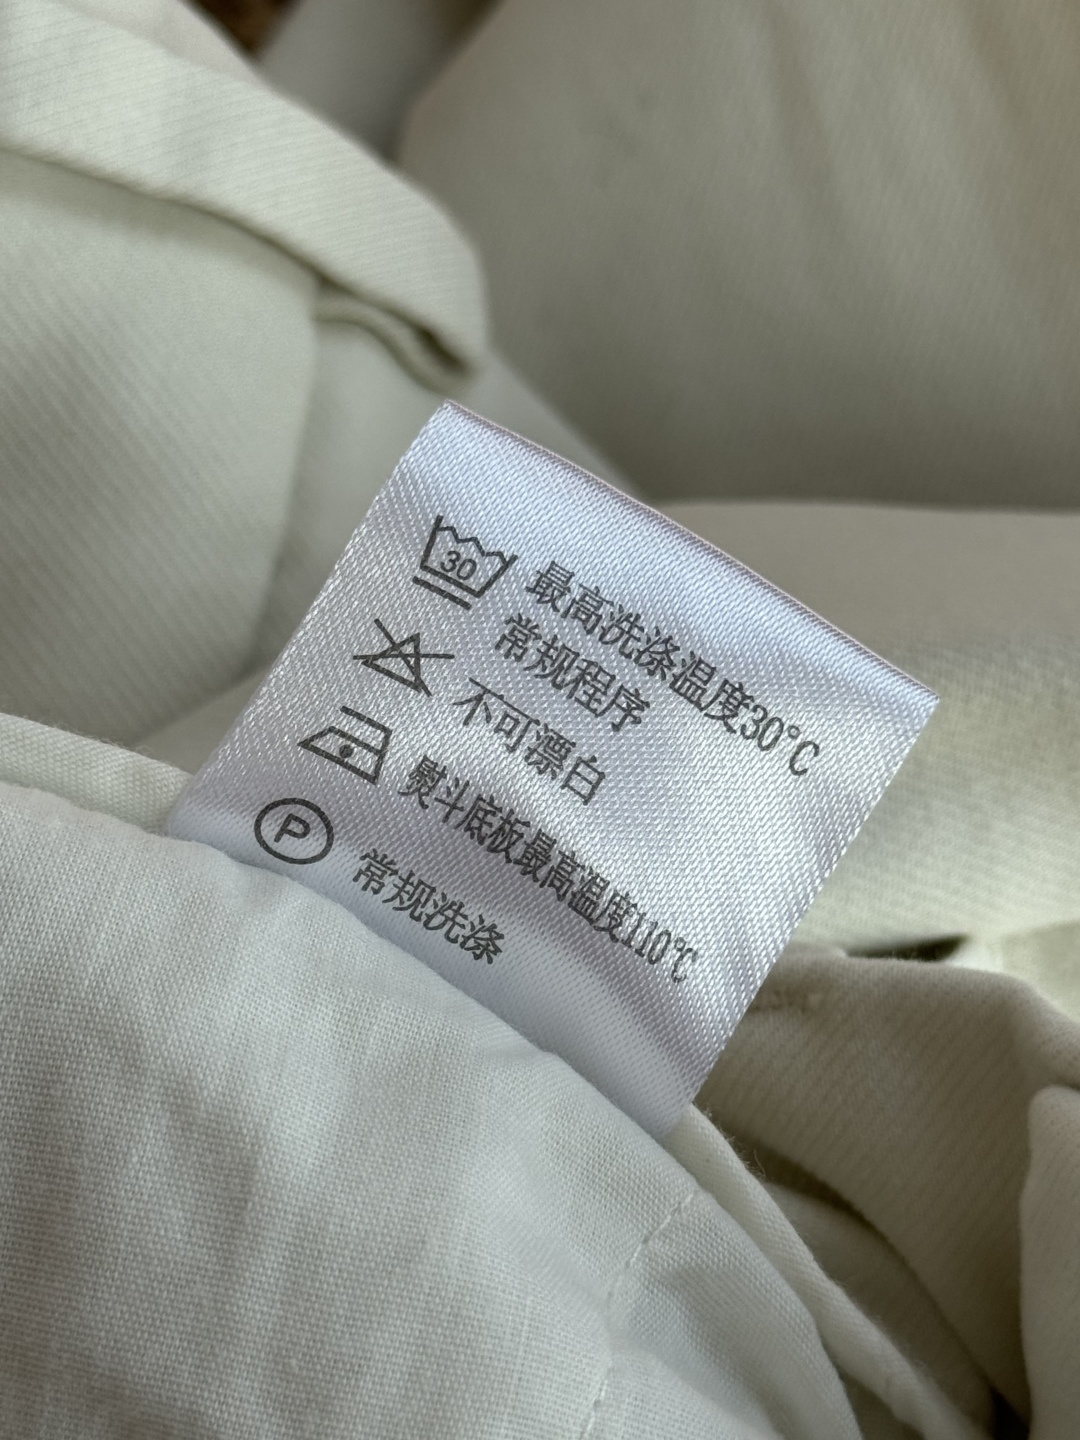 30 最高洗涤温度30℃
常规程序
不可漂白
熨斗底板最高温度110℃
P 常规洗涤